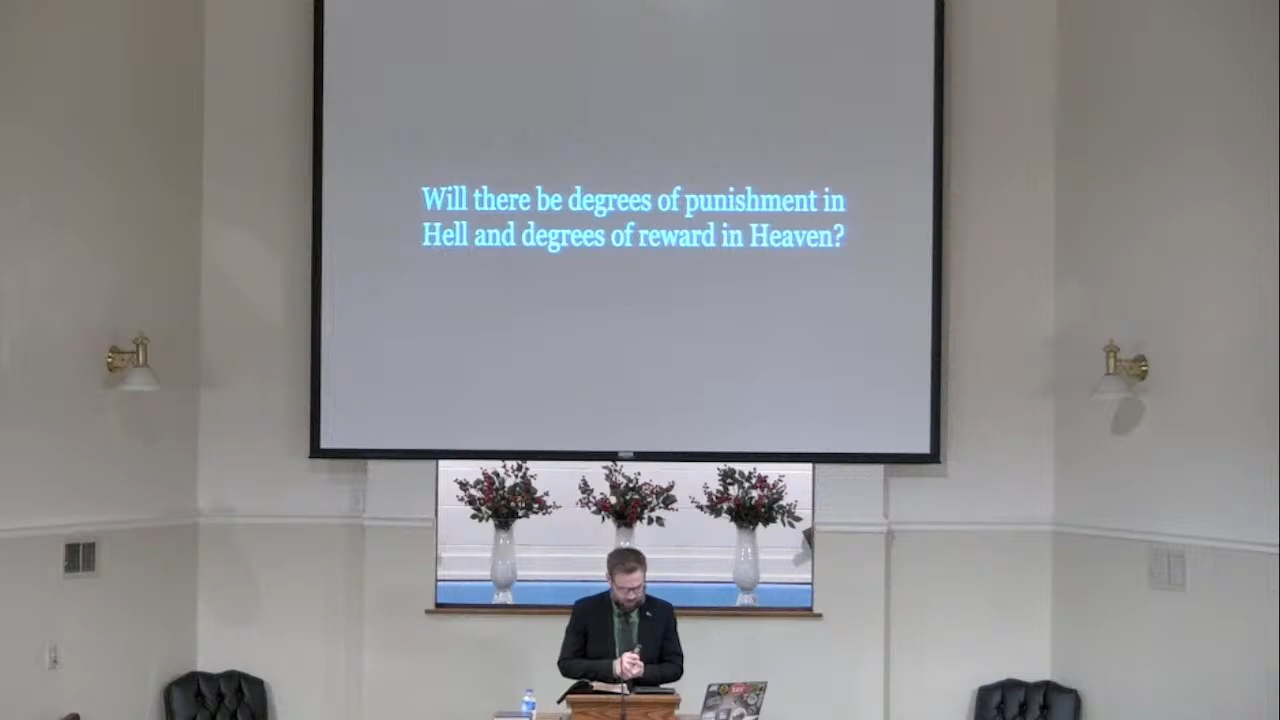 Will there be degrees of punishment in
Hell and degrees of reward in Heaven?